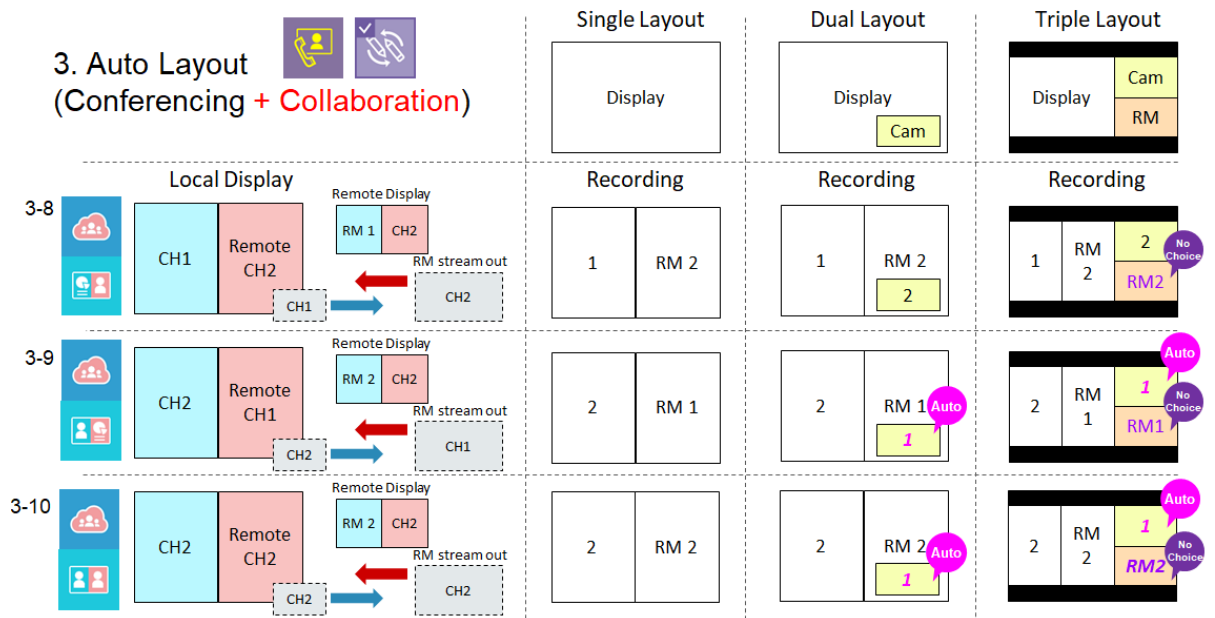 3. Auto Layout
(Conferencing + Collaboration)
Single Layout
Dual Layout
Triple Layout
Display
Display
Cam
Display
Cam
RM
Local Display
Recording
Recording
Recording
3-8
CH1
Remote
CH2
CH1
Remote Display
RM 1
CH2
RM stream out
CH2
1
RM 2
1
RM 2
2
1
RM
2
2
RM2
No
Choice
3-9
CH2
Remote
CH1
CH2
Remote Display
RM 2
CH2
RM stream out
CH1
2
RM 1
2
RM 1
Auto
1
2
RM
1
Auto
1
RM1
No
Choice
3-10
CH2
Remote
CH2
CH2
Remote Display
RM 2
CH2
RM stream out
CH2
2
RM 2
2
RM 2
Auto
1
2
RM
2
Auto
1
RM2
No
Choice